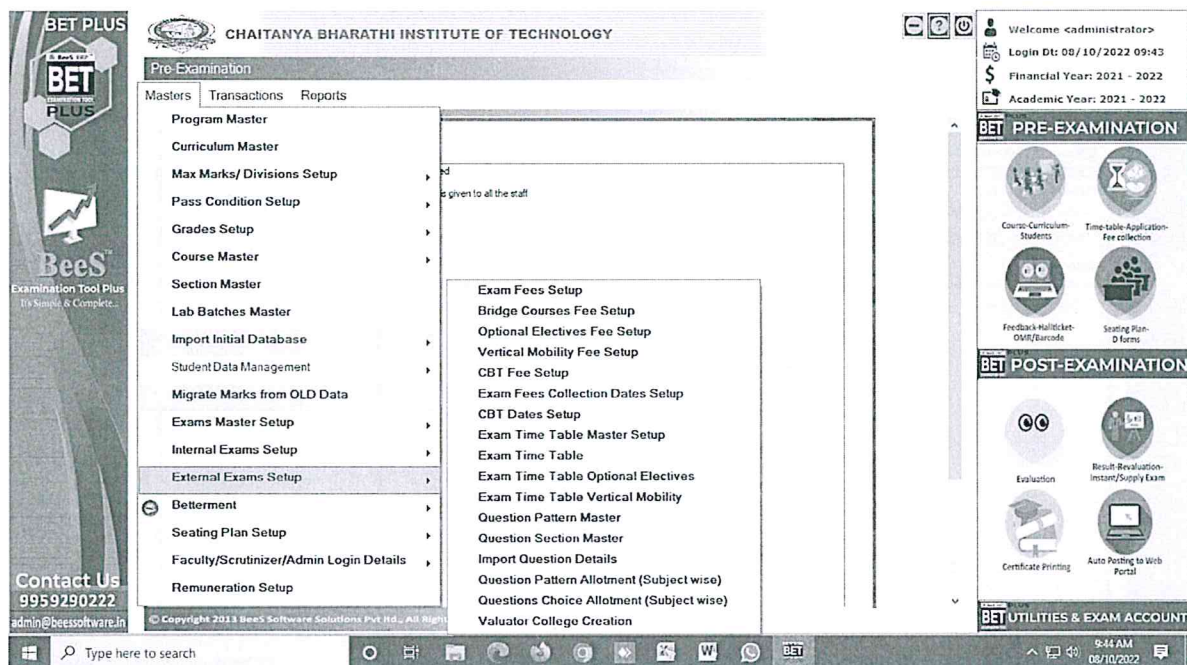 BET PLUS
BET
PLUS
BeeS
Examination Tool Plus
It's Simple & Complete..
Contact Us
9959290222
admin@beessoftware.in
CHAITANYA BHARATHI INSTITUTE OF TECHNOLOGY
Pre-Examination
Masters Transactions Reports
Program Master
Curriculum Master
Max Marks/ Divisions Setup
Pass Condition Setup
Grades Setup
Course Master
Section Master
Lab Batches Master
Import Initial Database
Student Data Management
Migrate Marks from OLD Data
Exams Master Setup
Internal Exams Setup
External Exams Setup
Betterment
Seating Plan Setup
Faculty/Scrutinizer/Admin Login Details
Remuneration Setup
ed
is given to all the staff
Exam Fees Setup
Bridge Courses Fee Setup
Optional Electives Fee Setup
Vertical Mobility Fee Setup
CBT Fee Setup
Exam Fees Collection Dates Setup
CBT Dates Setup
Exam Time Table Master Setup
Exam Time Table
Exam Time Table Optional Electives
Exam Time Table Vertical Mobility
Question Pattern Master
Question Section Master
Import Question Details
Question Pattern Allotment (Subject wise)
Questions Choice Allotment (Subject wise)
Valuator College Creation
© Copyright 2013 BeeS Software Solutions Pvt ltd., All Right
Welcome <administrator>
Login Dt: 08/10/2022 09:43
Financial Year: 2021 - 2022
Academic Year: 2021 - 2022
BET PRE-EXAMINATION
Course-Curriculum-
Students
Time-table-Application-
Fee collection
Feedback-Hallticket-
OMR/Barcode
Seating Plan-
D forms
BET POST-EXAMINATION
Evaluation
Result-Revaluation-
Instant/Supply Exam
Certificate Printing
Auto Posting to Web
Portal
BET UTILITIES & EXAM ACCOUNT
Type here to search
BET
9:44 AM
08/10/2022